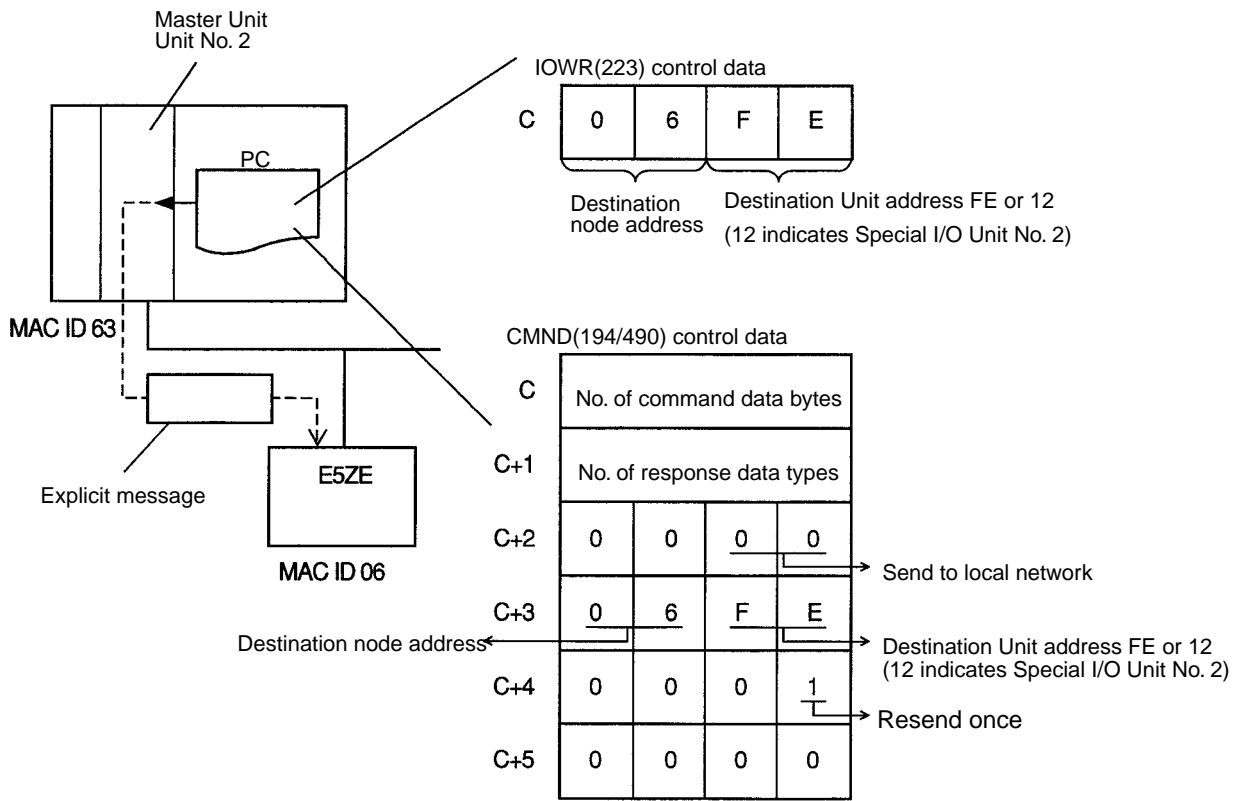 Master Unit
Unit No. 2
PC
MAC ID 63
Explicit message
E5ZE
MAC ID 06
IOWR(223) control data
C 0 6 F E
Destination
node address
Destination Unit address FE or 12
(12 indicates Special I/O Unit No. 2)
CMND(194/490) control data
C No. of command data bytes
C+1 No. of response data types
C+2 0 0 0 0
Send to local network
C+3 0 6 F E
Destination node address
Destination Unit address FE or 12
(12 indicates Special I/O Unit No. 2)
C+4 0 0 0 1
Resend once
C+5 0 0 0 0